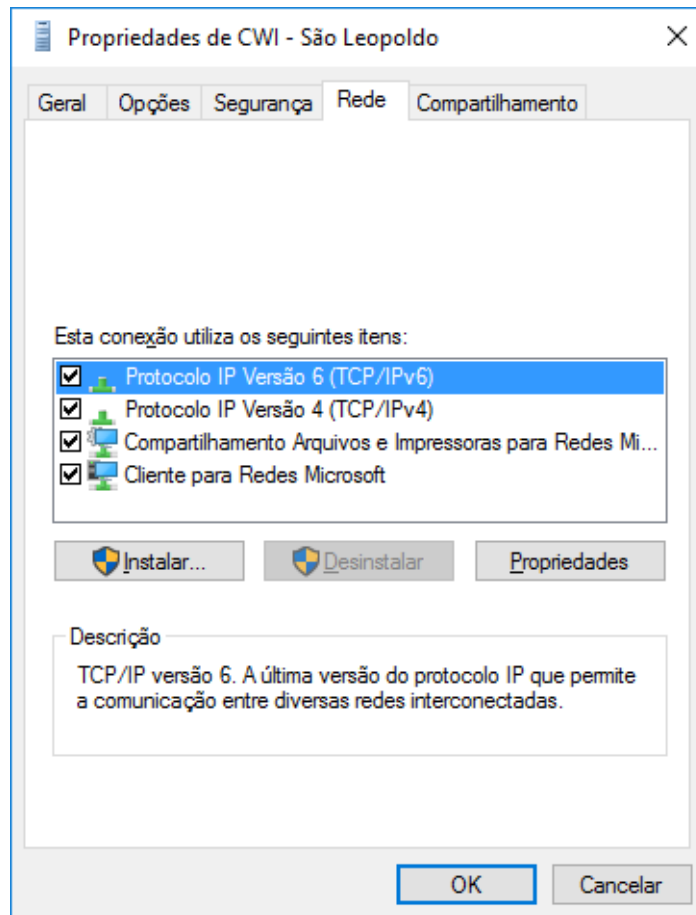 Propriedades de CWI - São Leopoldo
Geral Opções Segurança Rede Compartilhamento
Esta conexão utiliza os seguintes itens:
Protocolo IP Versão 6 (TCP/IPv6)
Protocolo IP Versão 4 (TCP/IPv4)
Compartilhamento Arquivos e Impressoras para Redes Mi...
Cliente para Redes Microsoft
Instalar... Desinstalar Propriedades
Descrição
TCP/IP versão 6. A última versão do protocolo IP que permite
a comunicação entre diversas redes interconectadas.
OK Cancelar